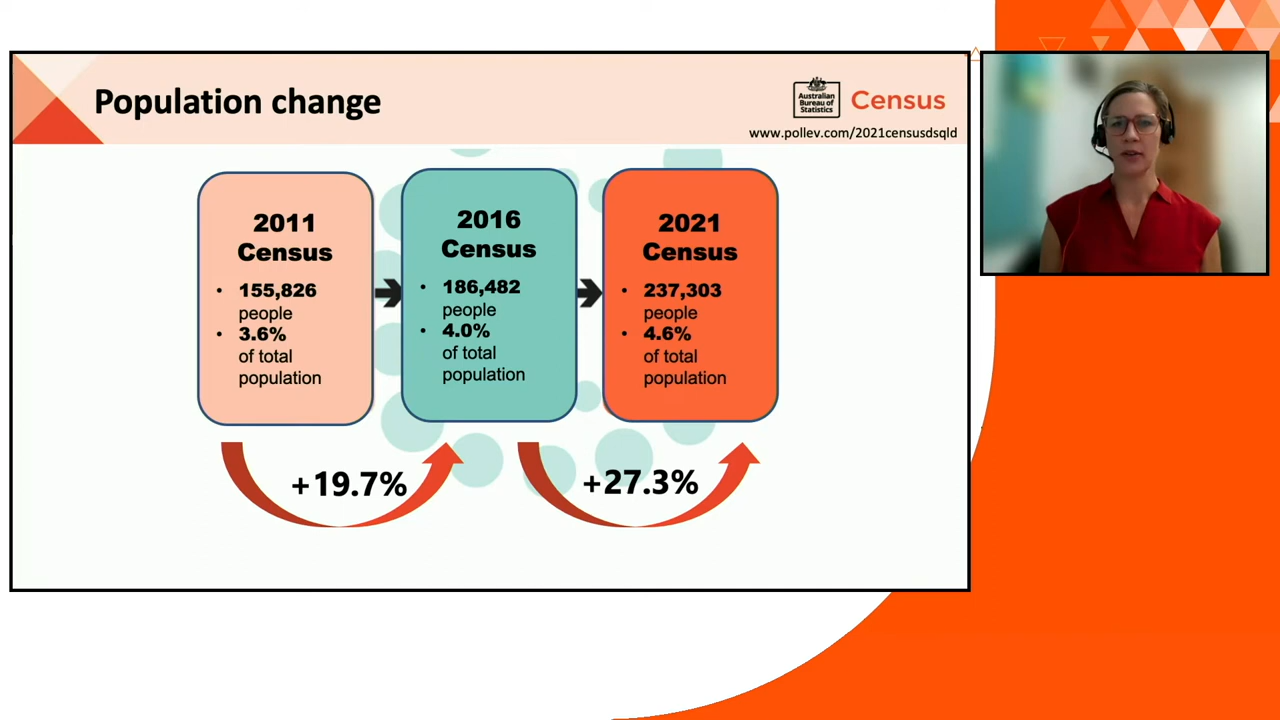 Population change
Australian
Bureau of
Statistics
Census
www.pollev.com/2021censusdsqld
2011
Census
• 155,826
people
• 3.6%
of total
population
2016
Census
• 186,482
people
• 4.0%
of total
population
2021
Census
• 237,303
people
• 4.6%
of total
population
+19.7%
+27.3%